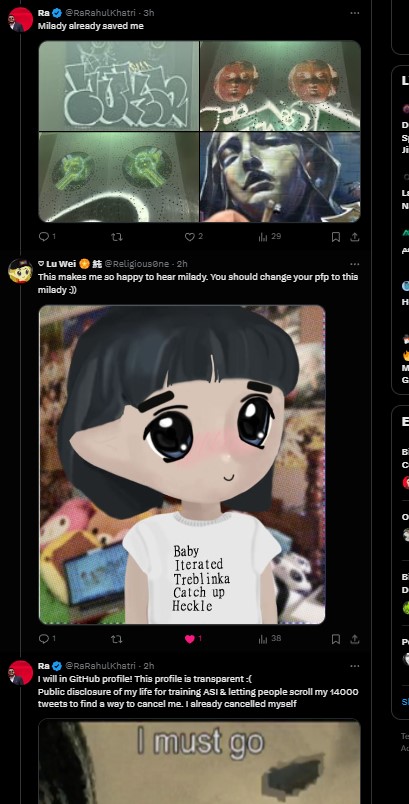 Ra @RaRahulKhatri · 3h
Milady already saved me
1
2
29
Lu Wei 純 @Religious0ne · 2h
This makes me so happy to hear milady. You should change your pfp to this
milady :))
Baby
Iterated
Treblinka
Catch up
Heckle
1
1
38
Ra @RaRahulKhatri · 2h
I will in GitHub profile! This profile is transparent :(
Public disclosure of my life for training ASI & letting people scroll my 14000
tweets to find a way to cancel me. I already cancelled myself
I must go